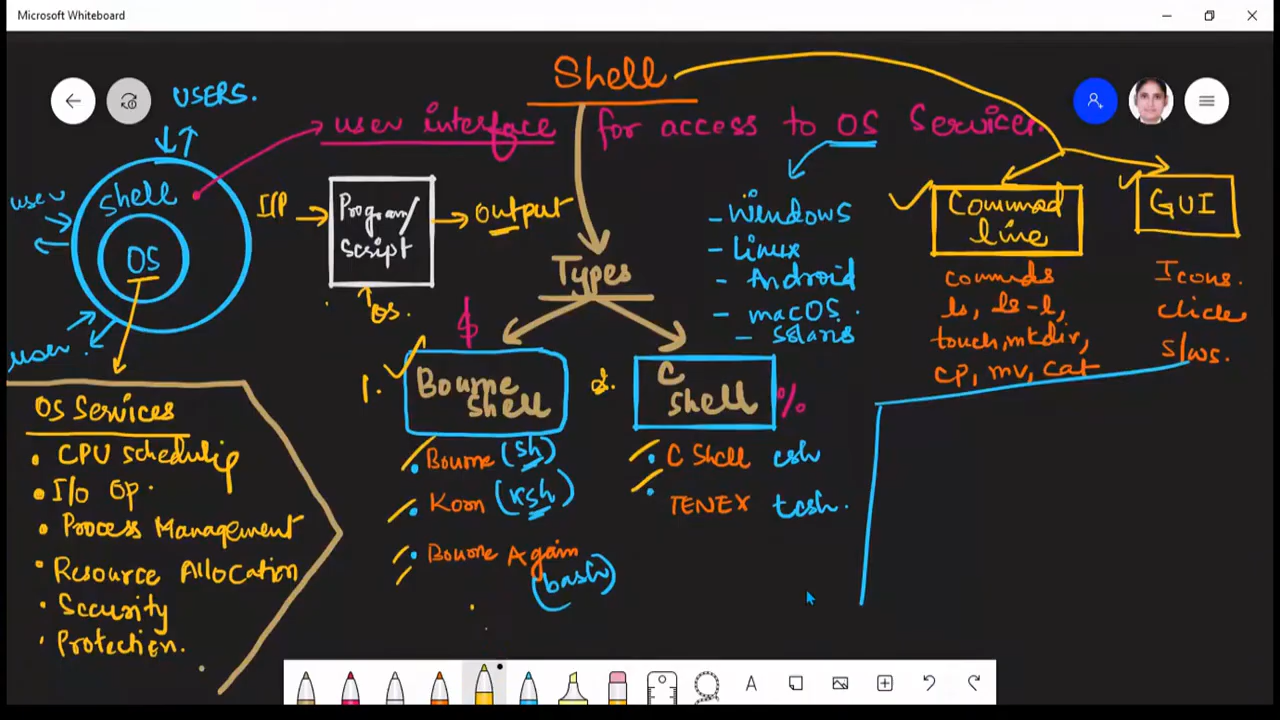 Microsoft Whiteboard
Shell
USERS.
user interface for access to OS Services.
shell
OS
user
user
I/P
Program/
Script
output
OS.
Types
- Windows
- Linux
- Android
- macOS
- Solaris
Commad
line
GUI
commds
ls, ls-l,
touch, mkdir,
cp, mv, cat
Icons.
click
s/ws.
$
1. Bourne
shell
2. C
shell
%
OS Services
• CPU scheduling
• I/O Op.
• Process Management
• Resource Allocation
• Security
• Protection.
• Bourne (sh)
• Korn (ksh)
• Bourne Again
(bash)
• C Shell csh
• TENEX tcsh.
A